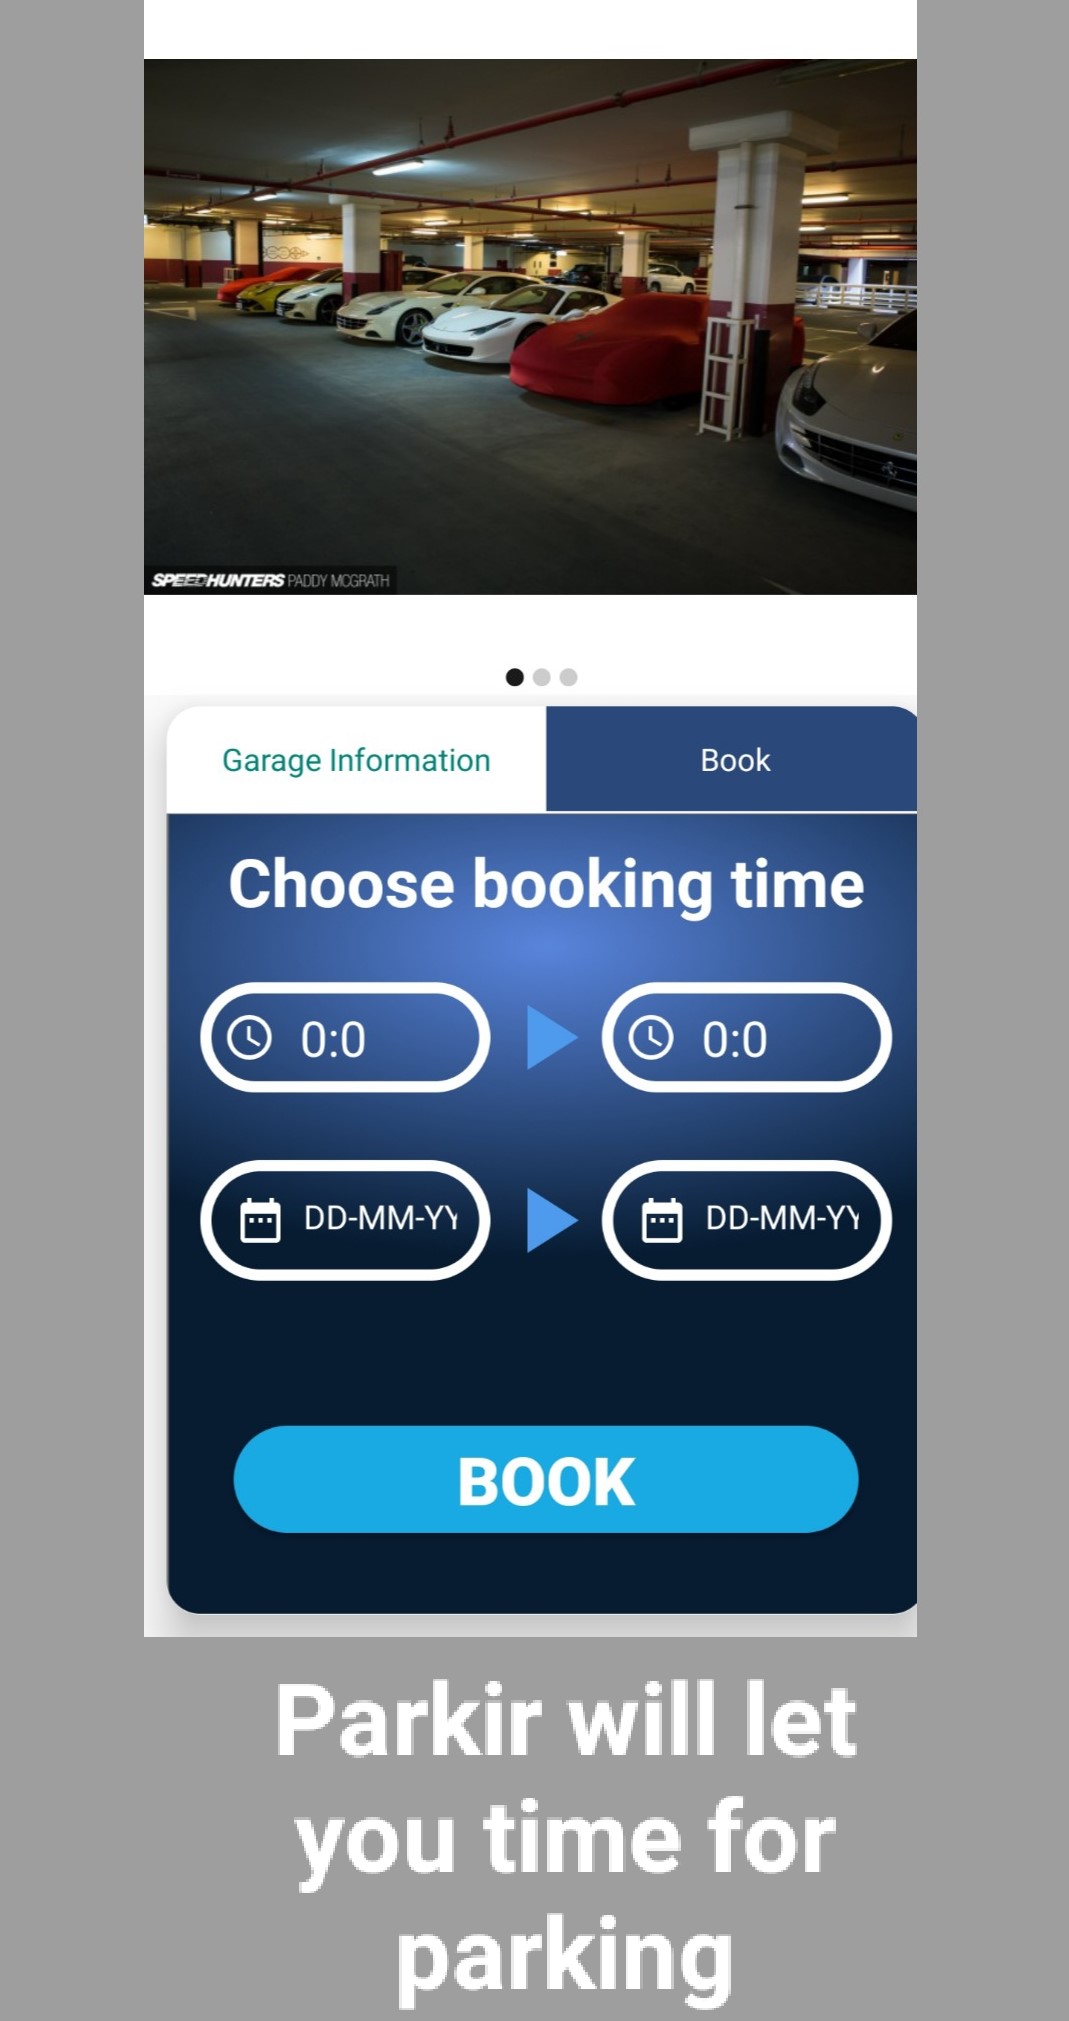 SPEEDHUNTERS PADDY MCGRATH
Garage Information
Book
Choose booking time
0:0
0:0
DD-MM-YY
DD-MM-YY
BOOK
Parkir will let
you time for
parking